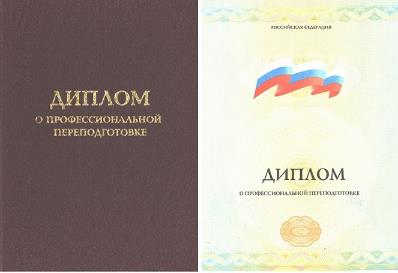 ДИПЛОМ
О ПРОФЕССИОНАЛЬНОЙ
ПЕРЕПОДГОТОВКЕ
РОССИЙСКАЯ ФЕДЕРАЦИЯ
ДИПЛОМ
О ПРОФЕССИОНАЛЬНОЙ ПЕРЕПОДГОТОВКЕ